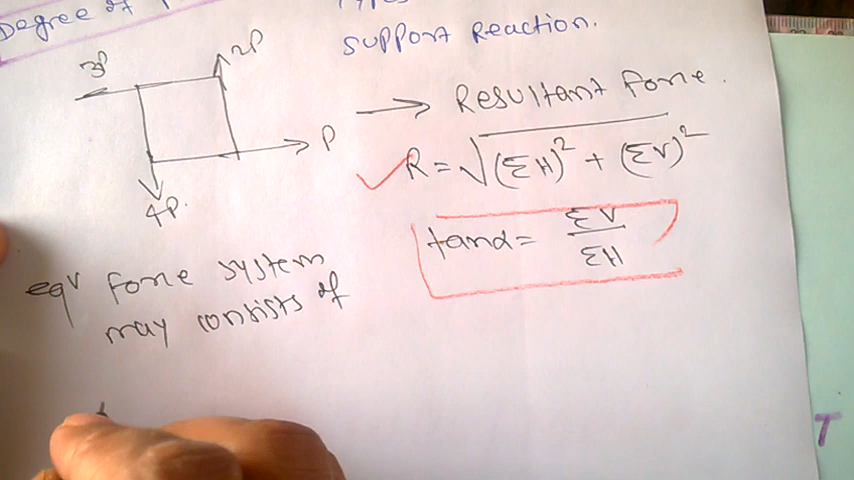 Degree of
Types
Support Reaction.
3P
2P
P
4P
Resultant Force.
R = √(ΣH)² + (ΣV)²
tanα = ΣV / ΣH
eqv force system
may consists of
T